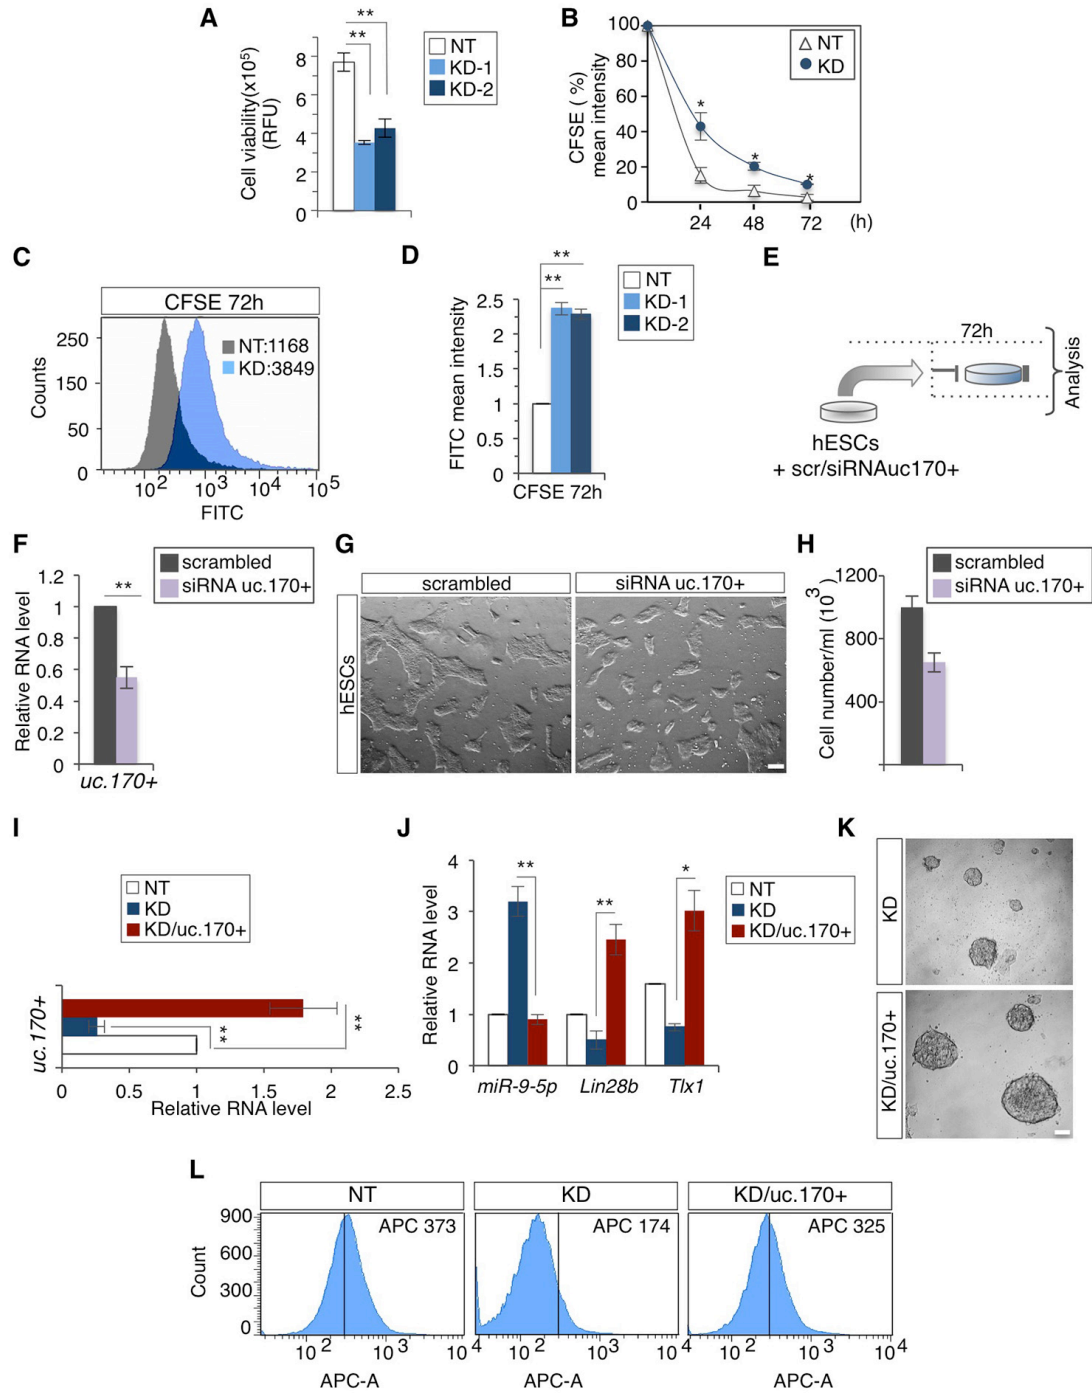 A
Cell viability(x10⁵)
(RFU)
8
6
4
2
0
**
**
NT
KD-1
KD-2
B
CFSE ( %)
mean intensity
100
80
60
40
20
0
*
*
*
24 48 72 (h)
NT
KD
C
CFSE 72h
Counts
250
150
50
0
NT:1168
KD:3849
10² 10³ 10⁴ 10⁵
FITC
D
FITC mean intensity
2.5
2
1.5
1
0.5
0
**
**
CFSE 72h
NT
KD-1
KD-2
E
72h
Analysis
hESCs
+ scr/siRNAuc170+
F
scrambled
siRNA uc.170+
Relative RNA level
1.2
1
0.8
0.6
0.4
0.2
0
**
uc.170+
G
scrambled siRNA uc.170+
hESCs
H
scrambled
siRNA uc.170+
Cell number/ml (10³)
1200
800
400
I
NT
KD
KD/uc.170+
uc.170+
**
**
0 0.5 1 1.5 2 2.5
Relative RNA level
J
Relative RNA level
4
3
2
1
0
**
**
*
miR-9-5p Lin28b Tlx1
NT
KD
KD/uc.170+
K
KD
KD/uc.170+
L
NT KD KD/uc.170+
Count
900
600
300
0
APC 373 APC 174 APC 325
10² 10³ 10² 10³ 10² 10³ 10⁴
APC-A APC-A APC-A